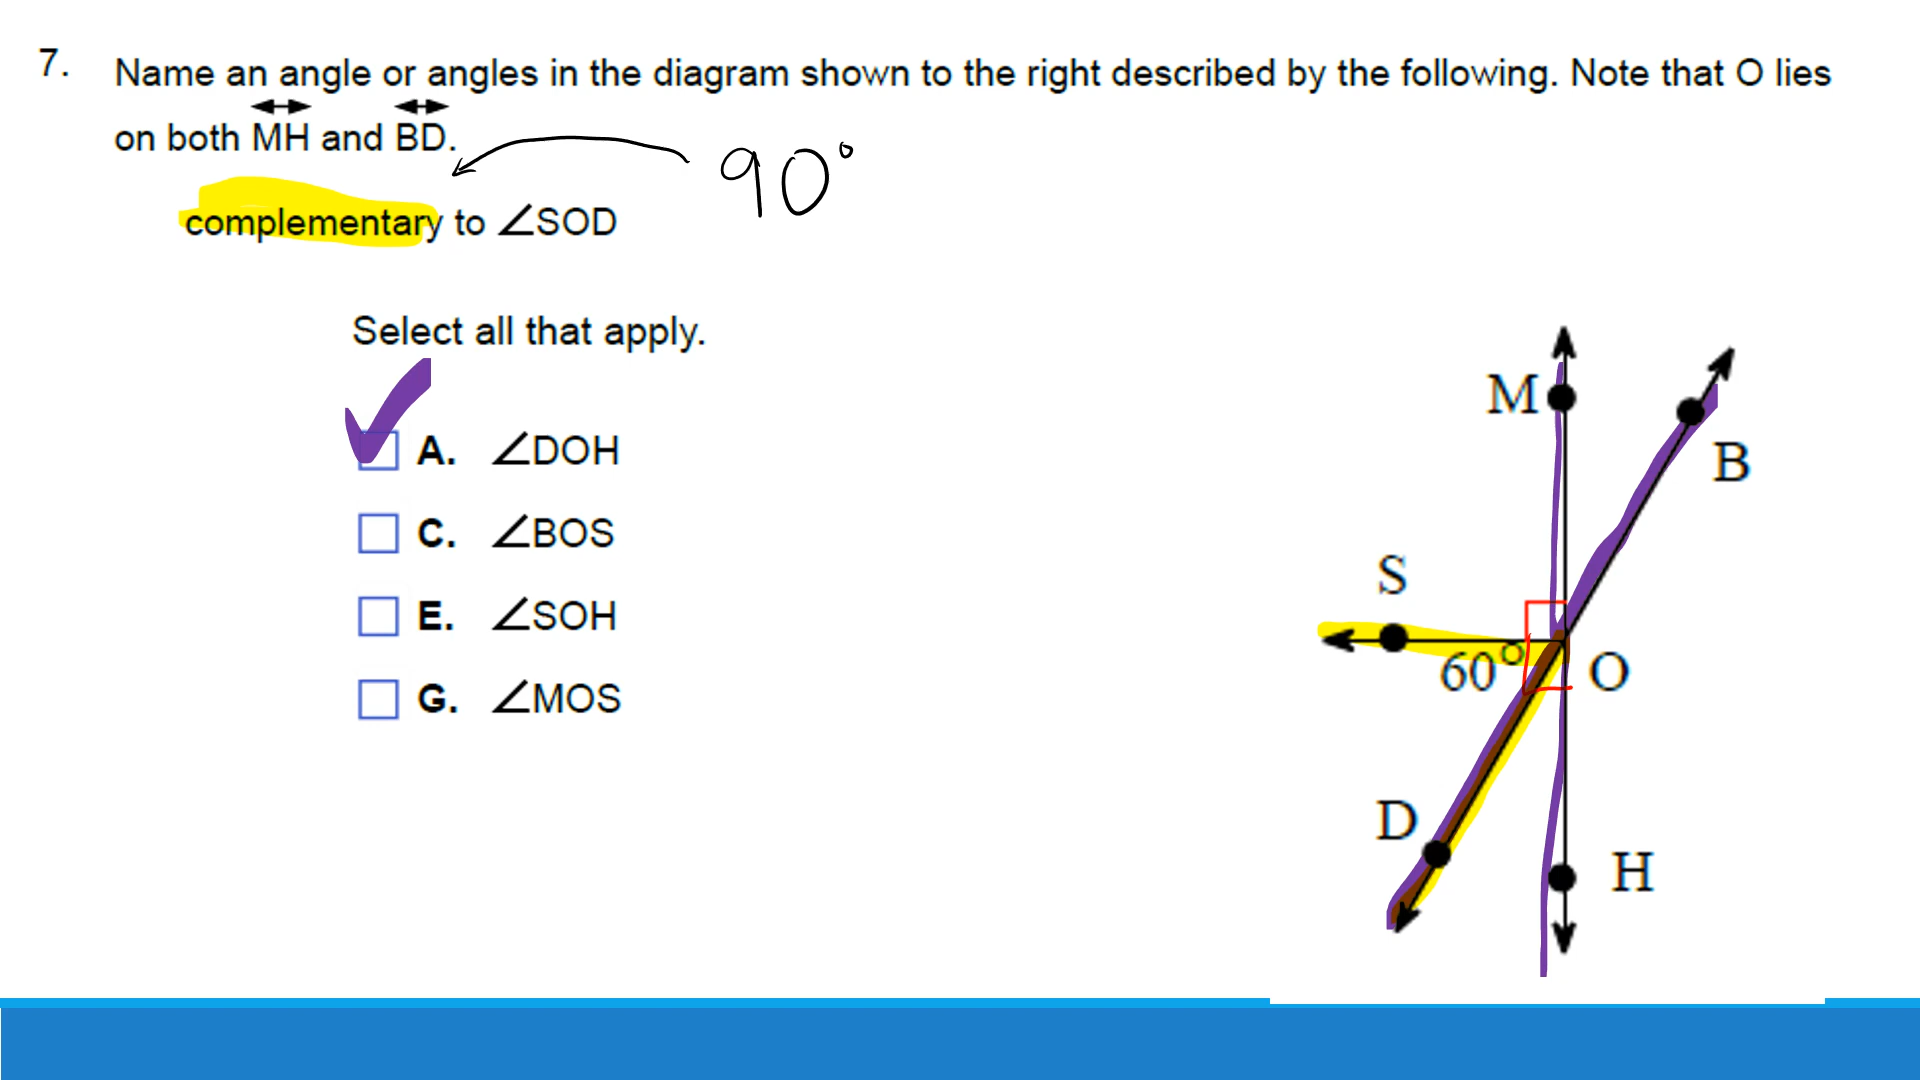 7.
Name an angle or angles in the diagram shown to the right described by the following. Note that O lies
on both MH and BD.
90°
complementary to ∠SOD
Select all that apply.
A. ∠DOH
C. ∠BOS
E. ∠SOH
G. ∠MOS
M
B
S
60°
O
D
H